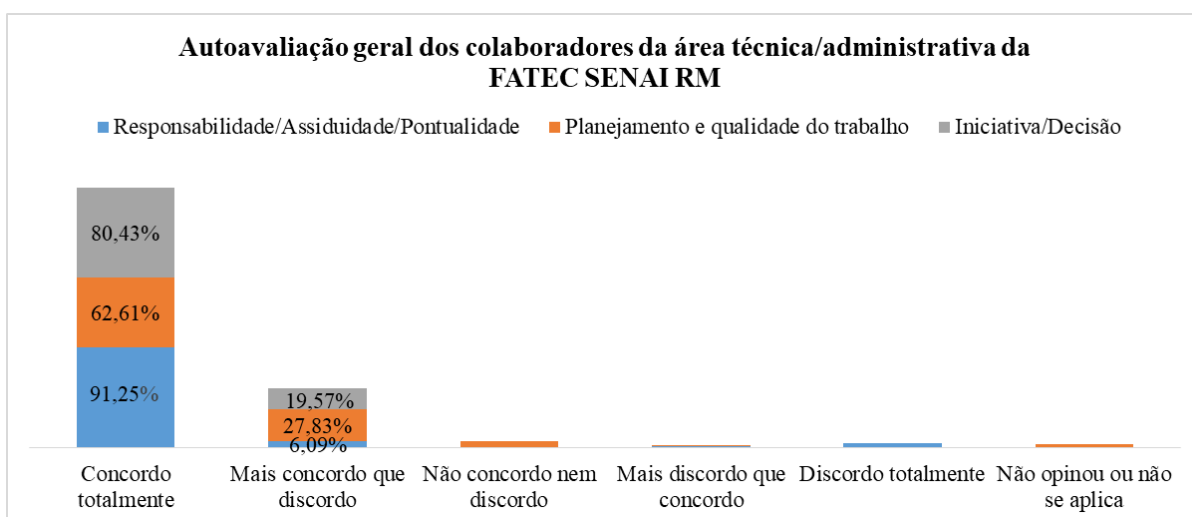 Autoavaliação geral dos colaboradores da área técnica/administrativa da
FATEC SENAI RM
Responsabilidade/Assiduidade/Pontualidade
Planejamento e qualidade do trabalho
Iniciativa/Decisão
80,43%
62,61%
91,25%
19,57%
27,83%
6,09%
Concordo
totalmente
Mais concordo que
discordo
Não concordo nem
discordo
Mais discordo que
concordo
Discordo totalmente
Não opinou ou não
se aplica